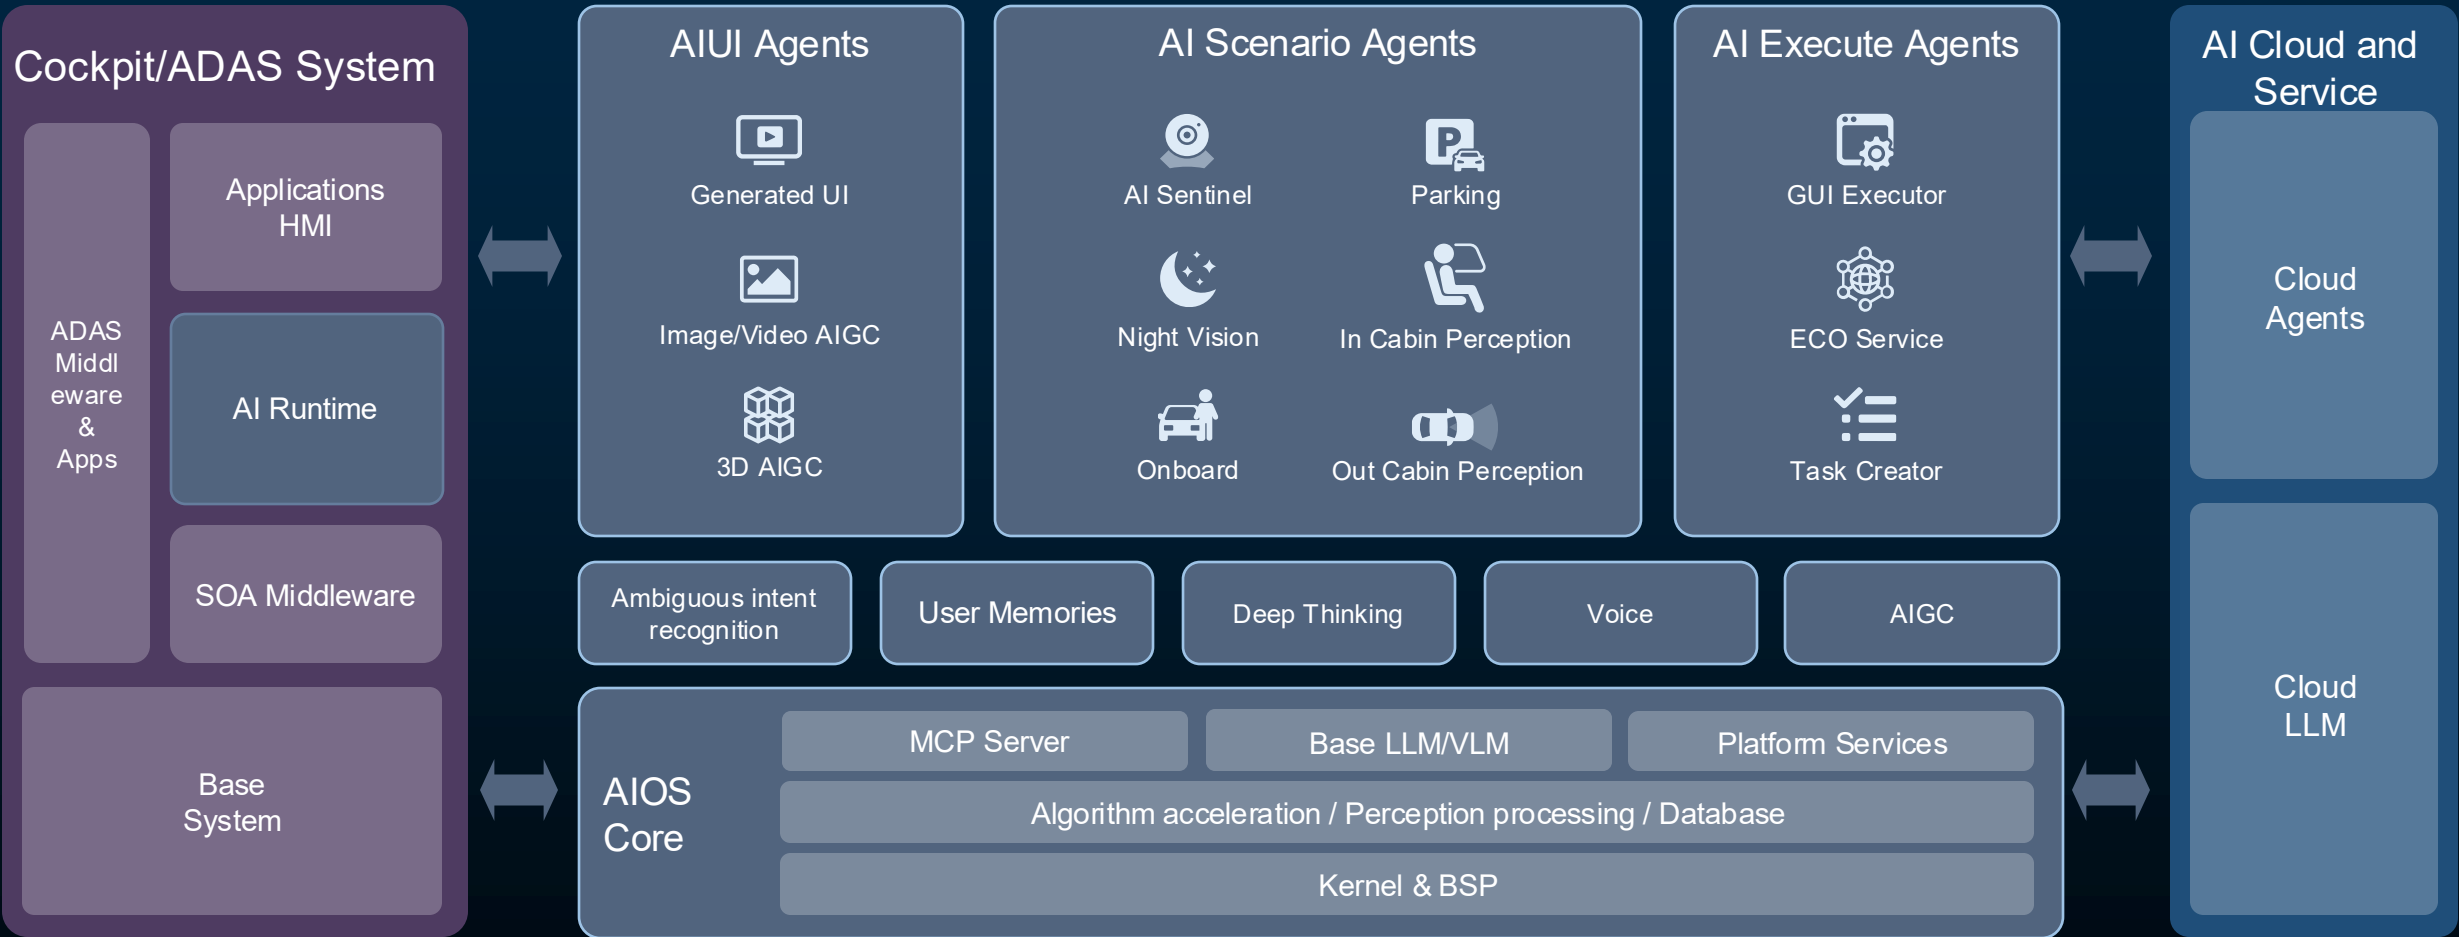 Cockpit/ADAS System
ADAS
Middl
eware
&
Apps
Applications
HMI
AI Runtime
SOA Middleware
Base
System
AIUI Agents
Generated UI
Image/Video AIGC
3D AIGC
AI Scenario Agents
AI Sentinel
P
Parking
Night Vision
In Cabin Perception
Onboard
Out Cabin Perception
AI Execute Agents
GUI Executor
ECO Service
Task Creator
Ambiguous intent
recognition
User Memories
Deep Thinking
Voice
AIGC
AIOS
Core
MCP Server
Base LLM/VLM
Platform Services
Algorithm acceleration / Perception processing / Database
Kernel & BSP
AI Cloud and
Service
Cloud
Agents
Cloud
LLM